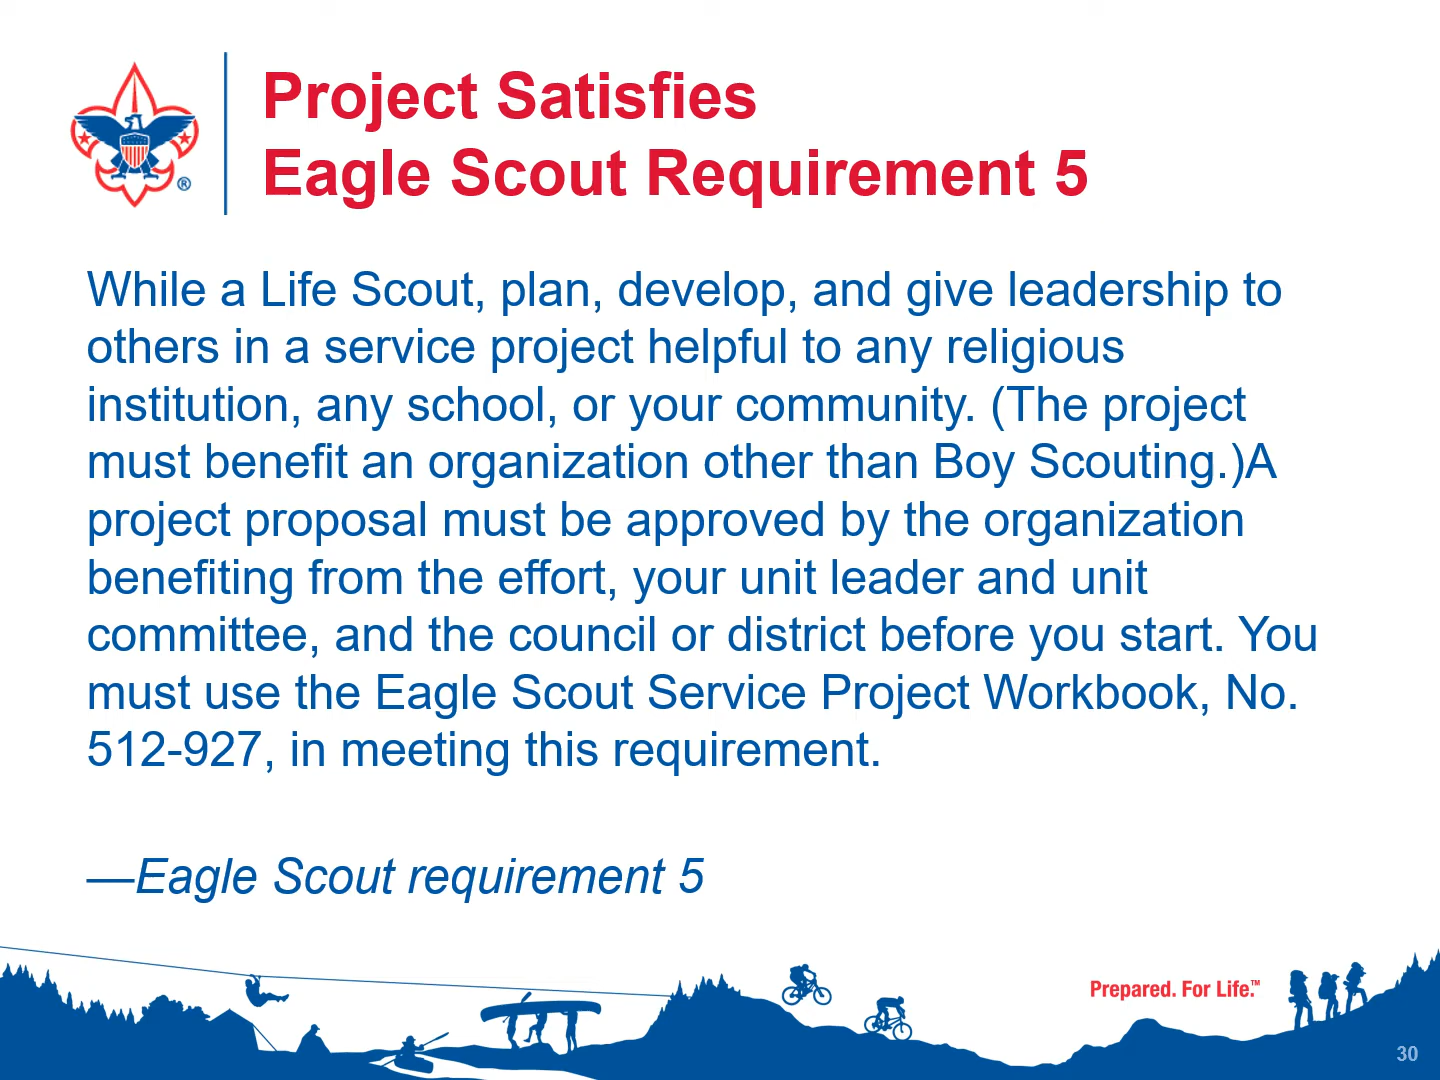 Project Satisfies
Eagle Scout Requirement 5
®
While a Life Scout, plan, develop, and give leadership to
others in a service project helpful to any religious
institution, any school, or your community. (The project
must benefit an organization other than Boy Scouting.)A
project proposal must be approved by the organization
benefiting from the effort, your unit leader and unit
committee, and the council or district before you start. You
must use the Eagle Scout Service Project Workbook, No.
512-927, in meeting this requirement.
—Eagle Scout requirement 5
Prepared. For Life.™
30